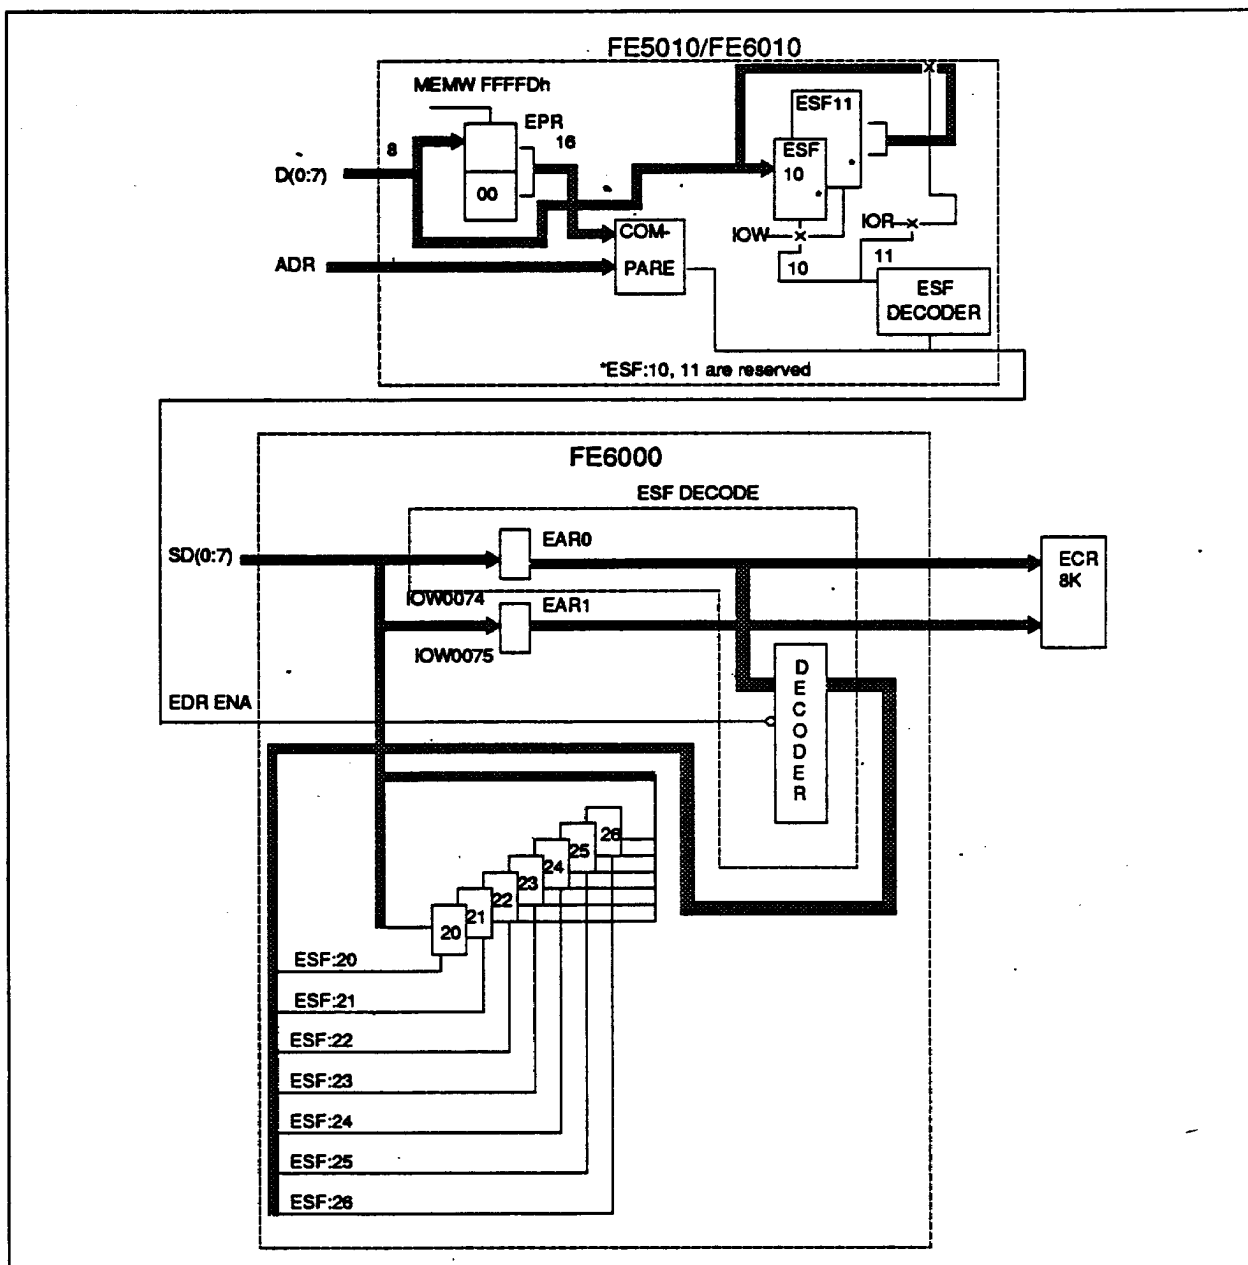 FE5010/FE6010
MEMW FFFFDh
EPR
16
8
D(0:7)
00
ESF11
*
ESF
10
*
COM-
PARE
IOW
IOR
10
11
ADR
ESF
DECODER
*ESF:10, 11 are reserved
FE6000
ESF DECODE
SD(0:7)
EAR0
ECR
8K
IOW0074
EAR1
IOW0075
EDR ENA
D
E
C
O
D
E
R
26
25
24
23
22
21
20
ESF:20
ESF:21
ESF:22
ESF:23
ESF:24
ESF:25
ESF:26